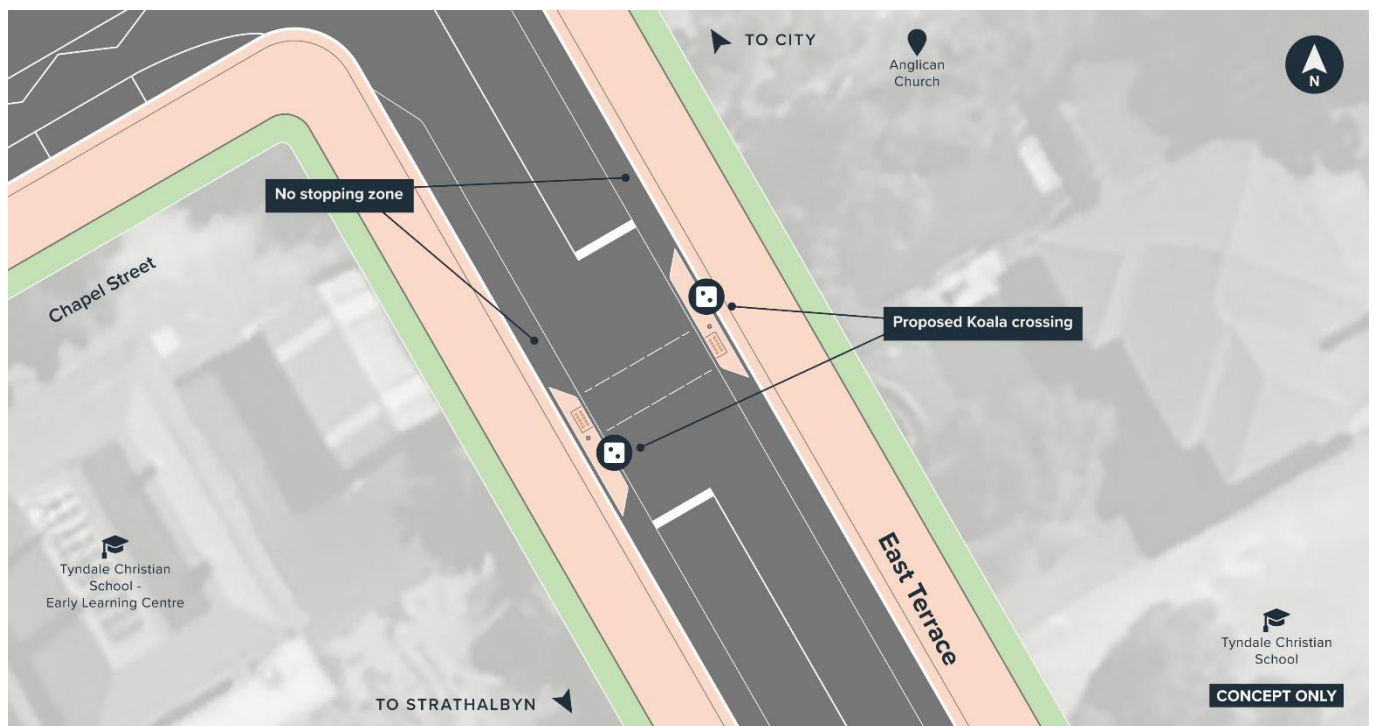 TO CITY
Anglican
Church
N
No stopping zone
Chapel Street
Proposed Koala crossing
East Terrace
Tyndale Christian
School -
Early Learning Centre
Tyndale Christian
School
TO STRATHALBYN
CONCEPT ONLY